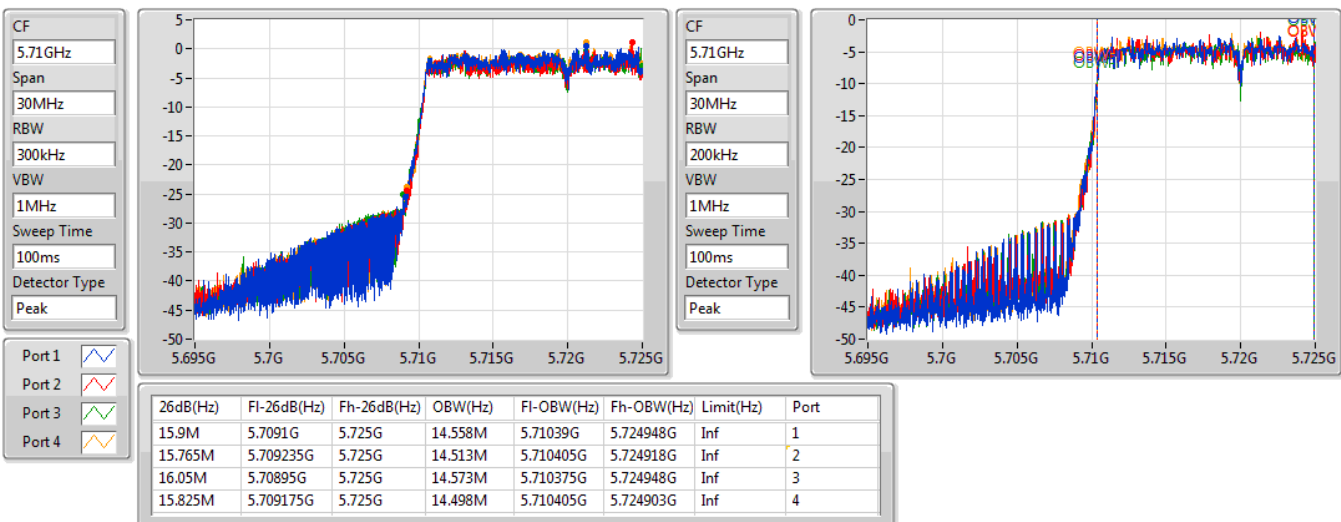 CF
5.71GHz
Span
30MHz
RBW
300kHz
VBW
1MHz
Sweep Time
100ms
Detector Type
Peak
5
0
-5
-10
-15
-20
-25
-30
-35
-40
-45
-50
5.695G 5.7G 5.705G 5.71G 5.715G 5.72G 5.725G
CF
5.71GHz
Span
30MHz
RBW
200kHz
VBW
1MHz
Sweep Time
100ms
Detector Type
Peak
0
-5
-10
-15
-20
-25
-30
-35
-40
-45
-50
5.695G 5.7G 5.705G 5.71G 5.715G 5.72G 5.725G
Port 1
Port 2
Port 3
Port 4
26dB(Hz) Fl-26dB(Hz) Fh-26dB(Hz) OBW(Hz) Fl-OBW(Hz) Fh-OBW(Hz) Limit(Hz) Port
15.9M 5.7091G 5.725G 14.558M 5.71039G 5.724948G Inf 1
15.765M 5.709235G 5.725G 14.513M 5.710405G 5.724918G Inf 2
16.05M 5.70895G 5.725G 14.573M 5.710375G 5.724948G Inf 3
15.825M 5.709175G 5.725G 14.498M 5.710405G 5.724903G Inf 4